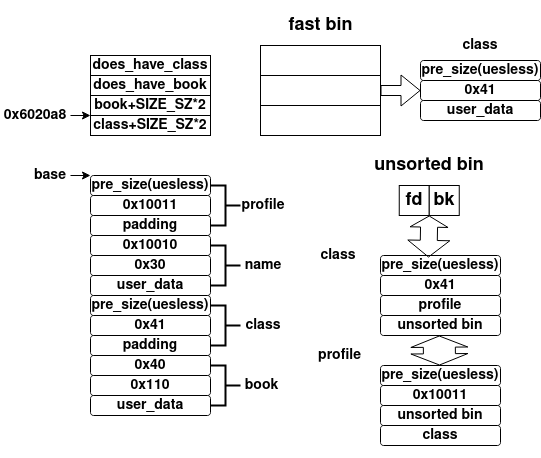 fast bin
class
does_have_class
does_have_book
book+SIZE_SZ*2
class+SIZE_SZ*2
0x6020a8
pre_size(uesless)
0x41
user_data
base
pre_size(uesless)
0x10011
padding
profile
0x10010
0x30
user_data
name
pre_size(uesless)
0x41
padding
class
0x40
0x110
user_data
book
unsorted bin
fd bk
class
pre_size(uesless)
0x41
profile
unsorted bin
profile
pre_size(uesless)
0x10011
unsorted bin
class